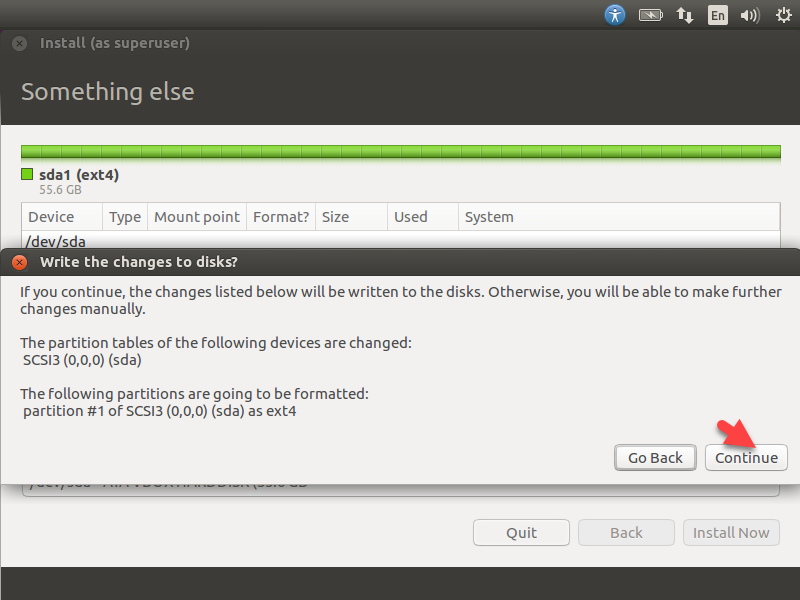 En
Install (as superuser)
Something else
sda1 (ext4)
55.6 GB
Device Type Mount point Format? Size Used System
/dev/sda
Write the changes to disks?
If you continue, the changes listed below will be written to the disks. Otherwise, you will be able to make further
changes manually.
The partition tables of the following devices are changed:
SCSI3 (0,0,0) (sda)
The following partitions are going to be formatted:
partition #1 of SCSI3 (0,0,0) (sda) as ext4
Go Back Continue
Quit Back Install Now